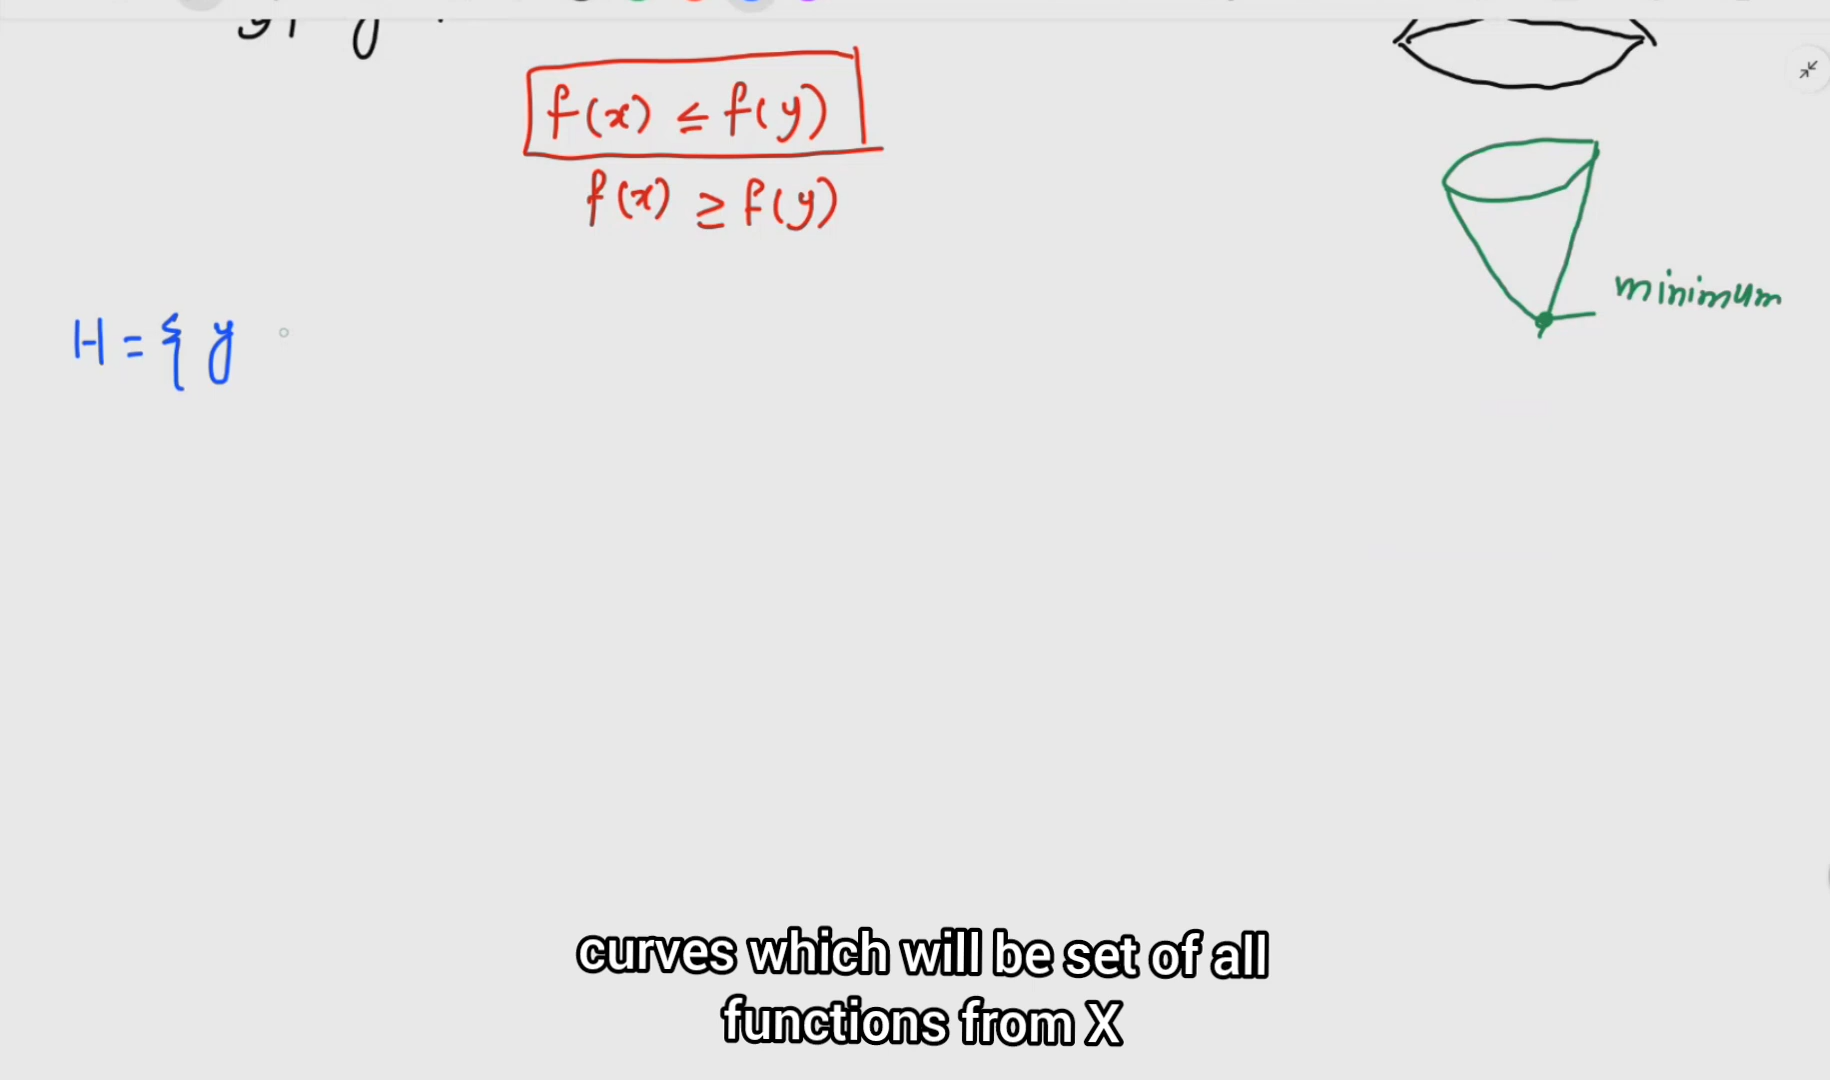 f(x) ≤ f(y)
f(x) ≥ f(y)
minimum
H = { y
curves which will be set of all
functions from X